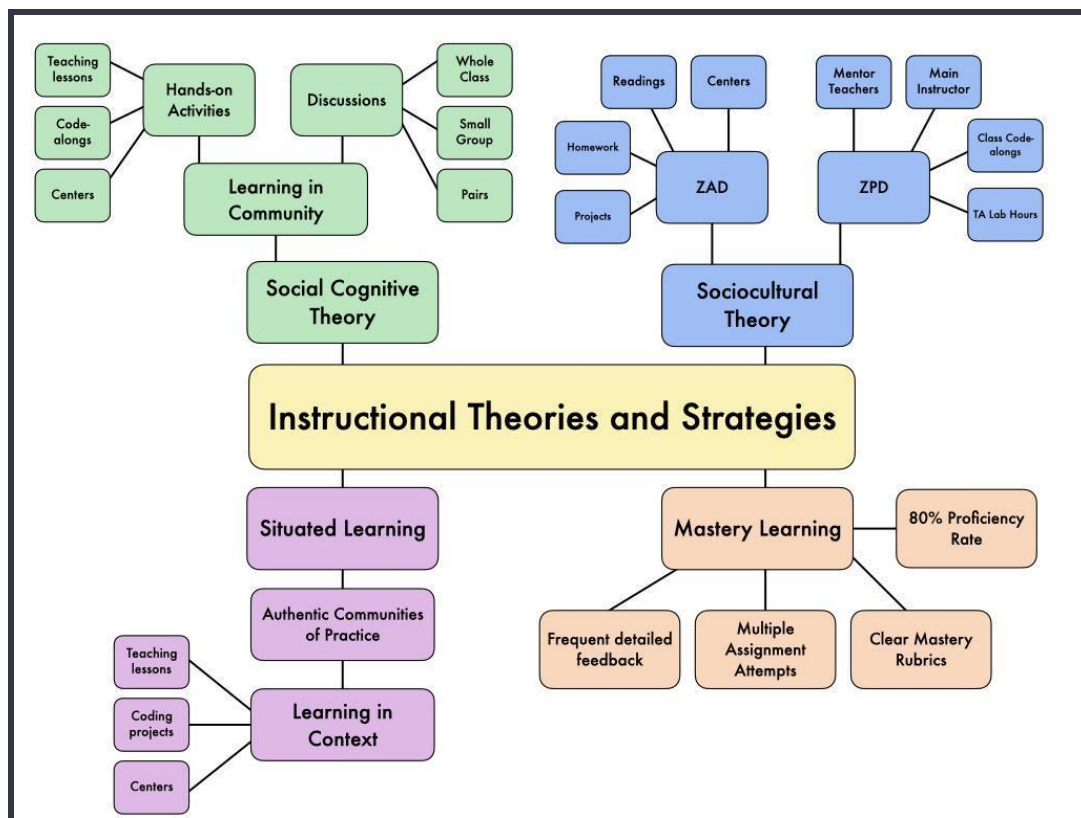 Teaching
lessons
Code-
alongs
Centers
Hands-on
Activities
Discussions
Whole
Class
Small
Group
Pairs
Learning in
Community
Social Cognitive
Theory
Readings
Centers
Homework
Projects
ZAD
Mentor
Teachers
Main
Instructor
Class Code-
alongs
TA Lab Hours
ZPD
Sociocultural
Theory
Instructional Theories and Strategies
Situated Learning
Authentic Communities
of Practice
Teaching
lessons
Coding
projects
Centers
Learning in
Context
Mastery Learning
80% Proficiency
Rate
Frequent detailed
feedback
Multiple
Assignment
Attempts
Clear Mastery
Rubrics